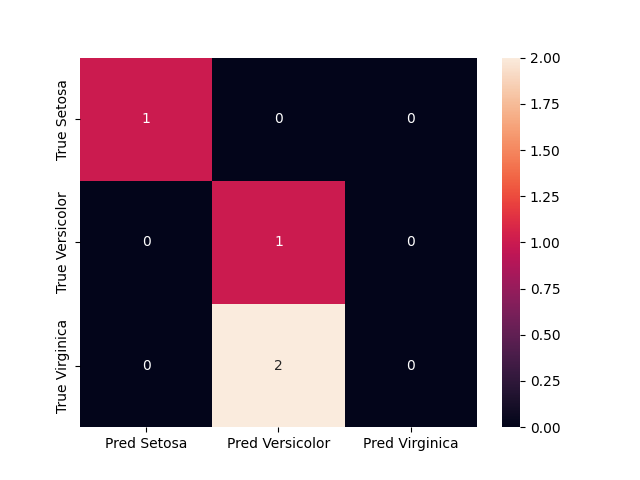 True Setosa
True Versicolor
True Virginica
1 0 0
0 1 0
0 2 0
Pred Setosa Pred Versicolor Pred Virginica
2.00
1.75
1.50
1.25
1.00
0.75
0.50
0.25
0.00